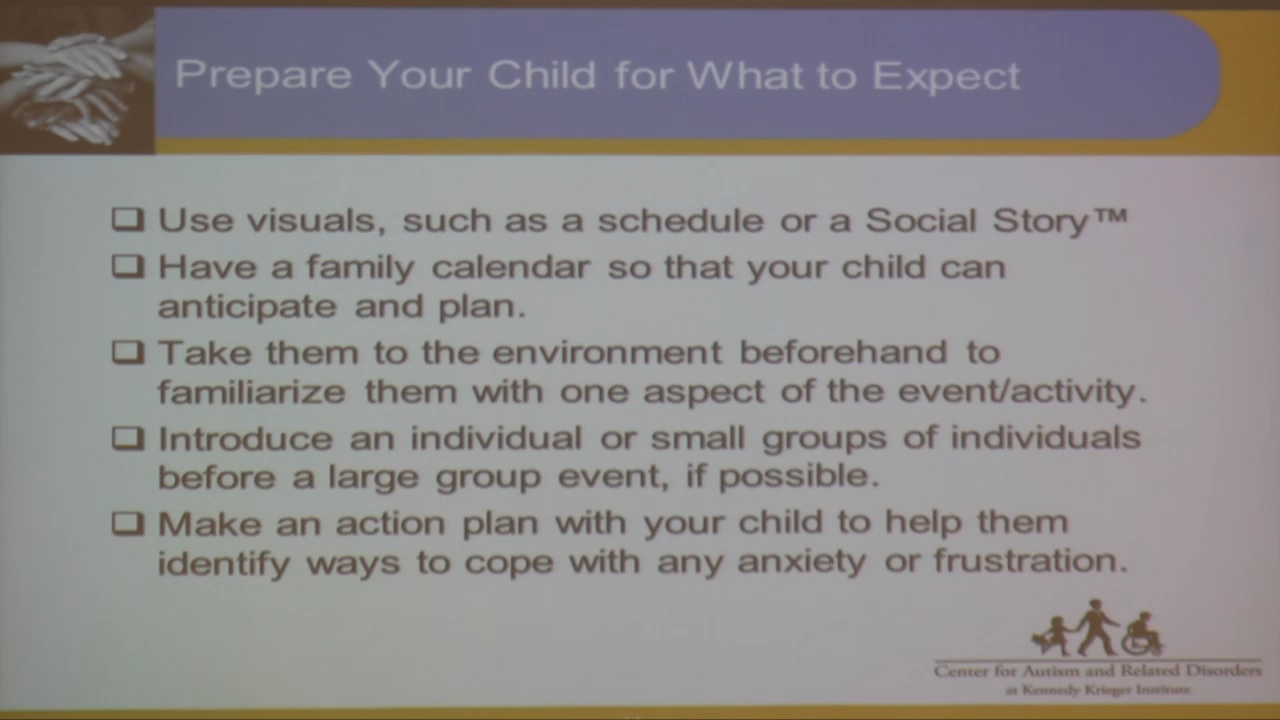 Prepare Your Child for What to Expect
❑ Use visuals, such as a schedule or a Social Story™
❑ Have a family calendar so that your child can
anticipate and plan.
❑ Take them to the environment beforehand to
familiarize them with one aspect of the event/activity.
❑ Introduce an individual or small groups of individuals
before a large group event, if possible.
❑ Make an action plan with your child to help them
identify ways to cope with any anxiety or frustration.
Center for Autism and Related Disorders
at Kennedy Krieger Institute